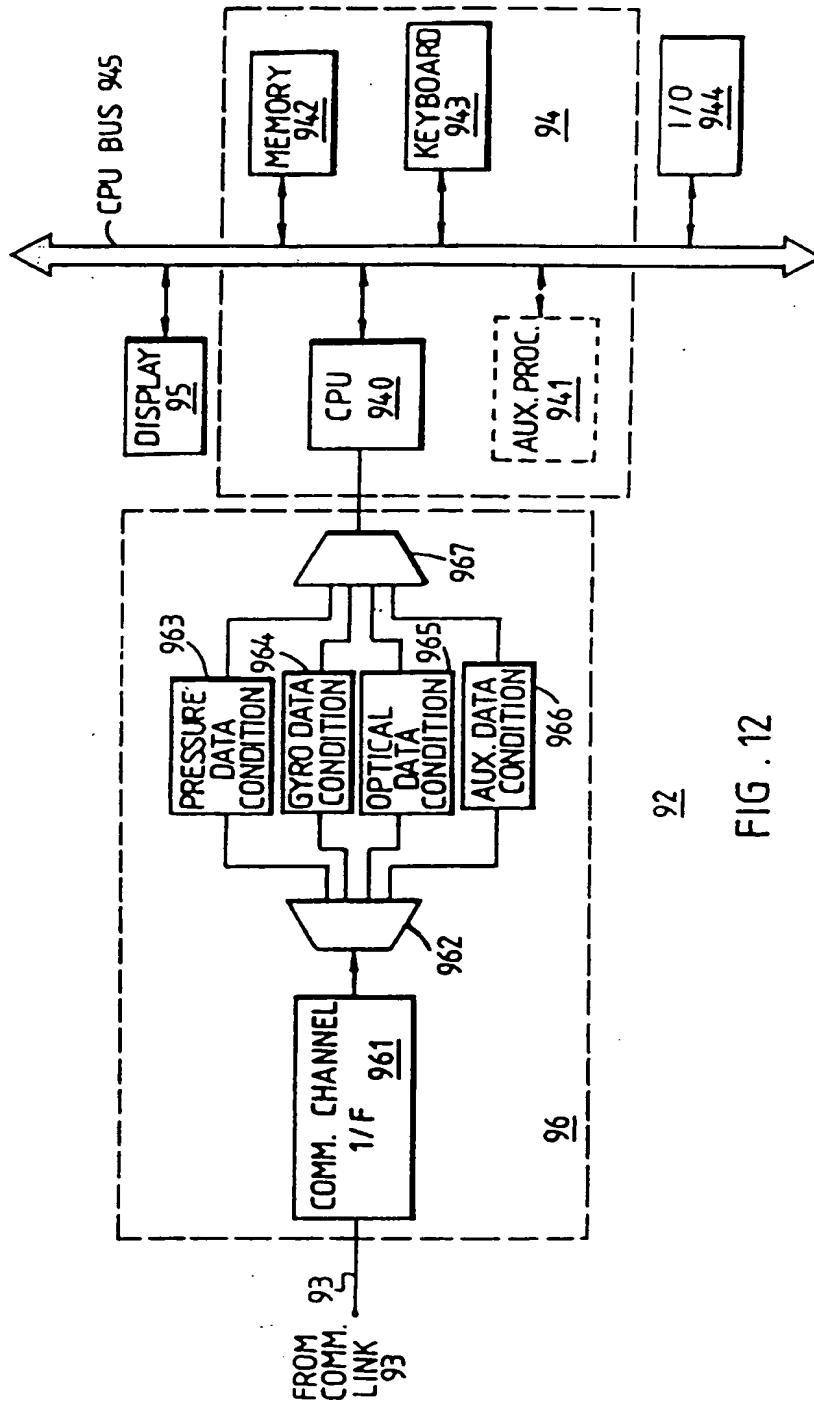 FROM
COMM.
LINK
93
93
COMM. CHANNEL
1/F 961
96
962
PRESSURE
DATA
CONDITION
963
GYRO DATA
CONDITION
964
OPTICAL
DATA
CONDITION
965
AUX. DATA
CONDITION
966
967
92
DISPLAY
95
CPU
940
AUX. PROC.
941
CPU BUS 945
MEMORY
942
KEYBOARD
943
94
I/O
944
FIG. 12